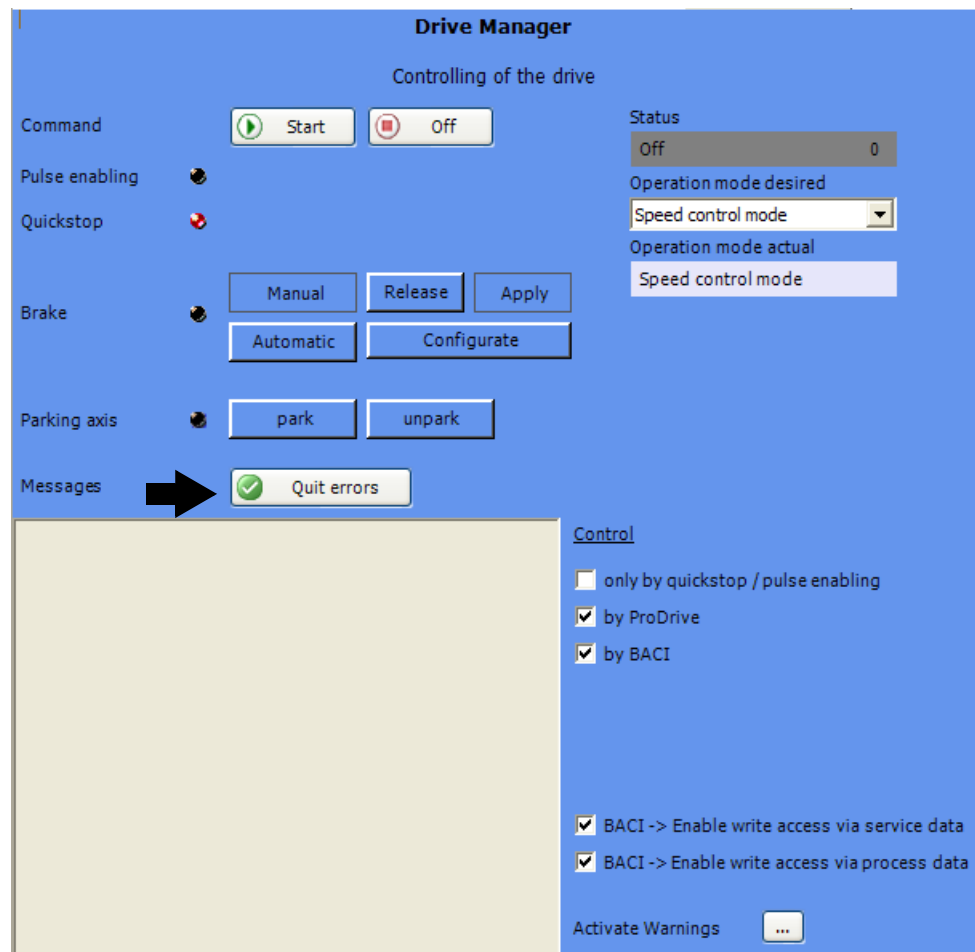 Drive Manager
Controlling of the drive
Command
Start
Off
Status
Off 0
Pulse enabling
Operation mode desired
Quickstop
Speed control mode
Operation mode actual
Speed control mode
Brake
Manual
Release
Apply
Automatic
Configurate
Parking axis
park
unpark
Messages
Quit errors
Control
only by quickstop / pulse enabling
by ProDrive
by BACI
BACI -> Enable write access via service data
BACI -> Enable write access via process data
Activate Warnings
...